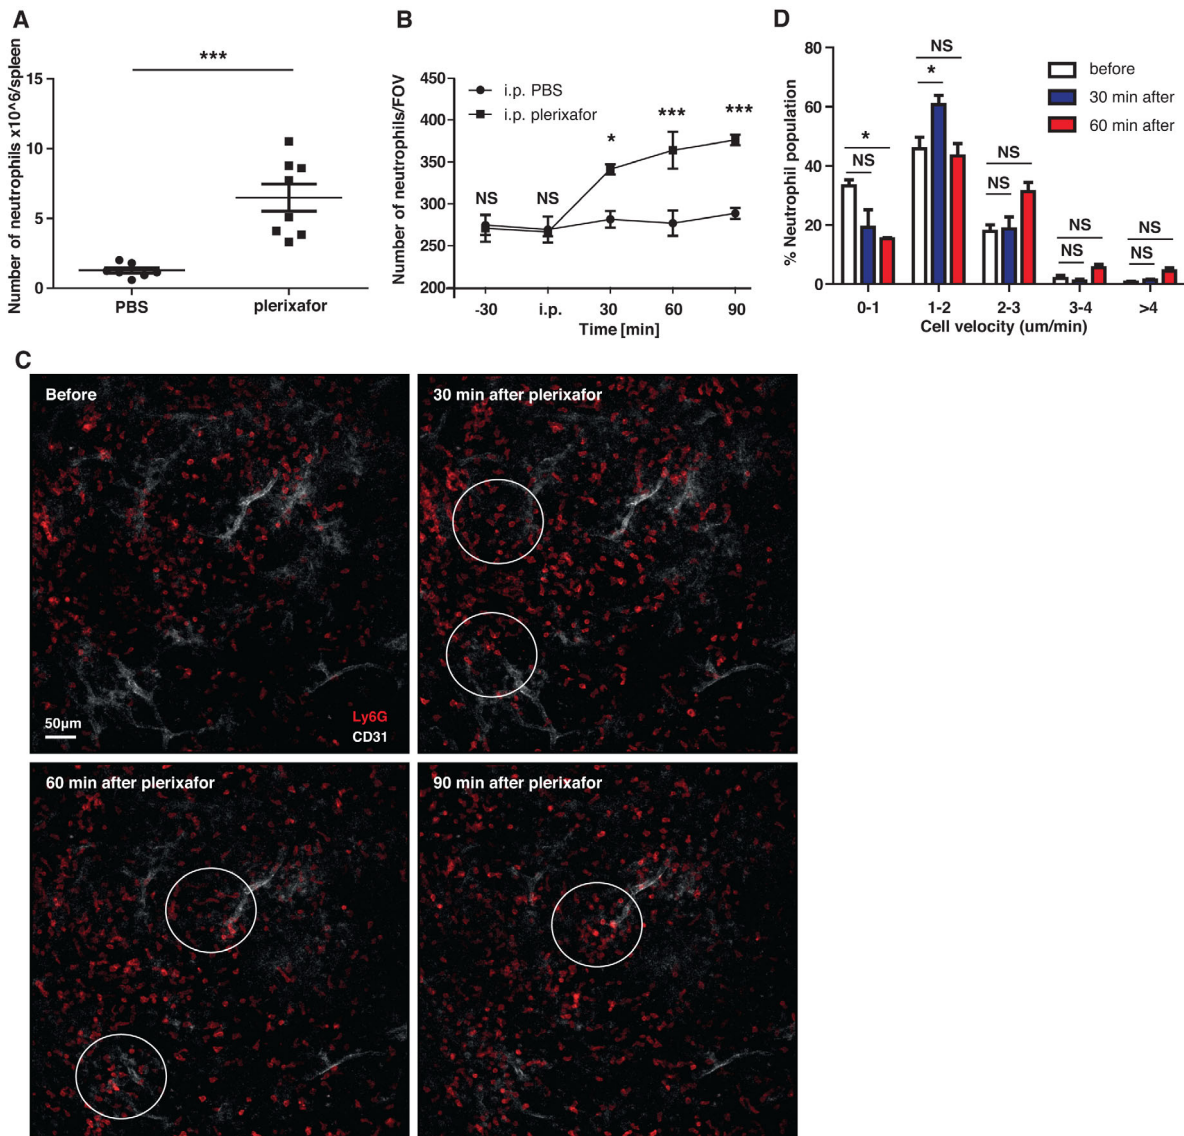 A
Number of neutrophils x10^6/spleen
***
15
10
5
0
PBS
plerixafor
B
Number of neutrophils/FOV
450
400
350
300
250
200
i.p. PBS
i.p. plerixafor
NS
NS
*
***
***
-30
i.p.
30
60
90
Time [min]
D
% Neutrophil population
80
60
40
20
0
before
30 min after
60 min after
*
NS
NS
*
NS
NS
NS
NS
NS
NS
0-1
1-2
2-3
3-4
>4
Cell velocity (um/min)
C
Before
50µm
Ly6G
CD31
30 min after plerixafor
60 min after plerixafor
90 min after plerixafor